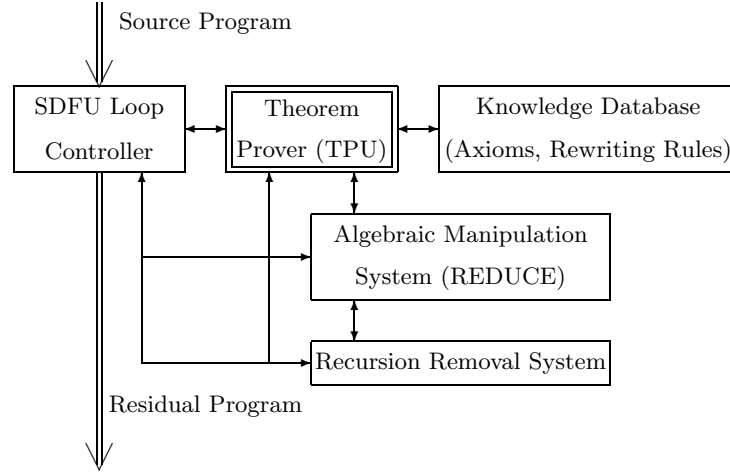 Source Program
SDFU Loop
Controller
Theorem
Prover (TPU)
Knowledge Database
(Axioms, Rewriting Rules)
Algebraic Manipulation
System (REDUCE)
Recursion Removal System
Residual Program